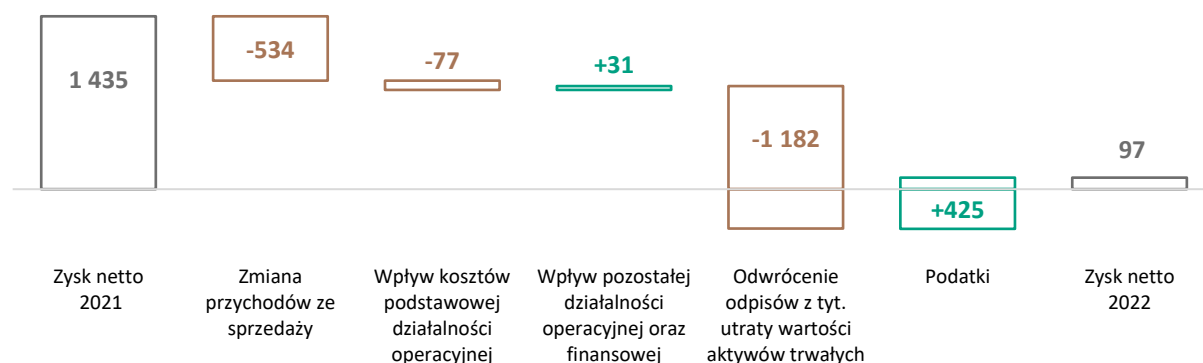 1 435
-534
-77
+31
-1 182
+425
97
Zysk netto
2021
Zmiana
przychodów ze
sprzedaży
Wpływ kosztów
podstawowej
działalności
operacyjnej
Wpływ pozostałej
działalności
operacyjnej oraz
finansowej
Odwrócenie
odpisów z tyt.
utraty wartości
aktywów trwałych
Podatki
Zysk netto
2022